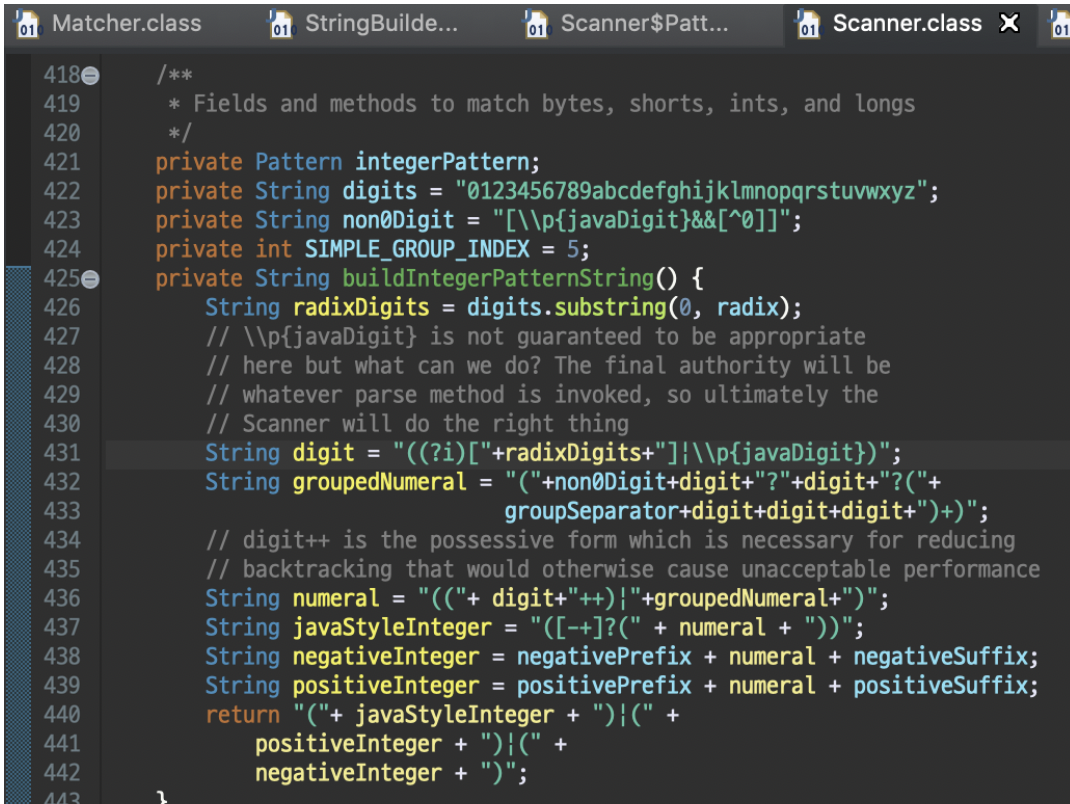 Matcher.class StringBuilde... Scanner$Patt... Scanner.class
418 /**
419 * Fields and methods to match bytes, shorts, ints, and longs
420 */
421 private Pattern integerPattern;
422 private String digits = "0123456789abcdefghijklmnopqrstuvwxyz";
423 private String non0Digit = "[\\p{javaDigit}&&[^0]]";
424 private int SIMPLE_GROUP_INDEX = 5;
425 private String buildIntegerPatternString() {
426 String radixDigits = digits.substring(0, radix);
427 // \\p{javaDigit} is not guaranteed to be appropriate
428 // here but what can we do? The final authority will be
429 // whatever parse method is invoked, so ultimately the
430 // Scanner will do the right thing
431 String digit = "((?i)["+radixDigits+"]|\\p{javaDigit})";
432 String groupedNumeral = "("+non0Digit+digit+"?"+digit+"?("+
433 groupSeparator+digit+digit+digit+")+)";
434 // digit++ is the possessive form which is necessary for reducing
435 // backtracking that would otherwise cause unacceptable performance
436 String numeral = "(("+ digit+"++)|"+groupedNumeral+")";
437 String javaStyleInteger = "([-+]?(" + numeral + "))";
438 String negativeInteger = negativePrefix + numeral + negativeSuffix;
439 String positiveInteger = positivePrefix + numeral + positiveSuffix;
440 return "("+ javaStyleInteger + ")|(" +
441 positiveInteger + ")|(" +
442 negativeInteger + ")";
443 }